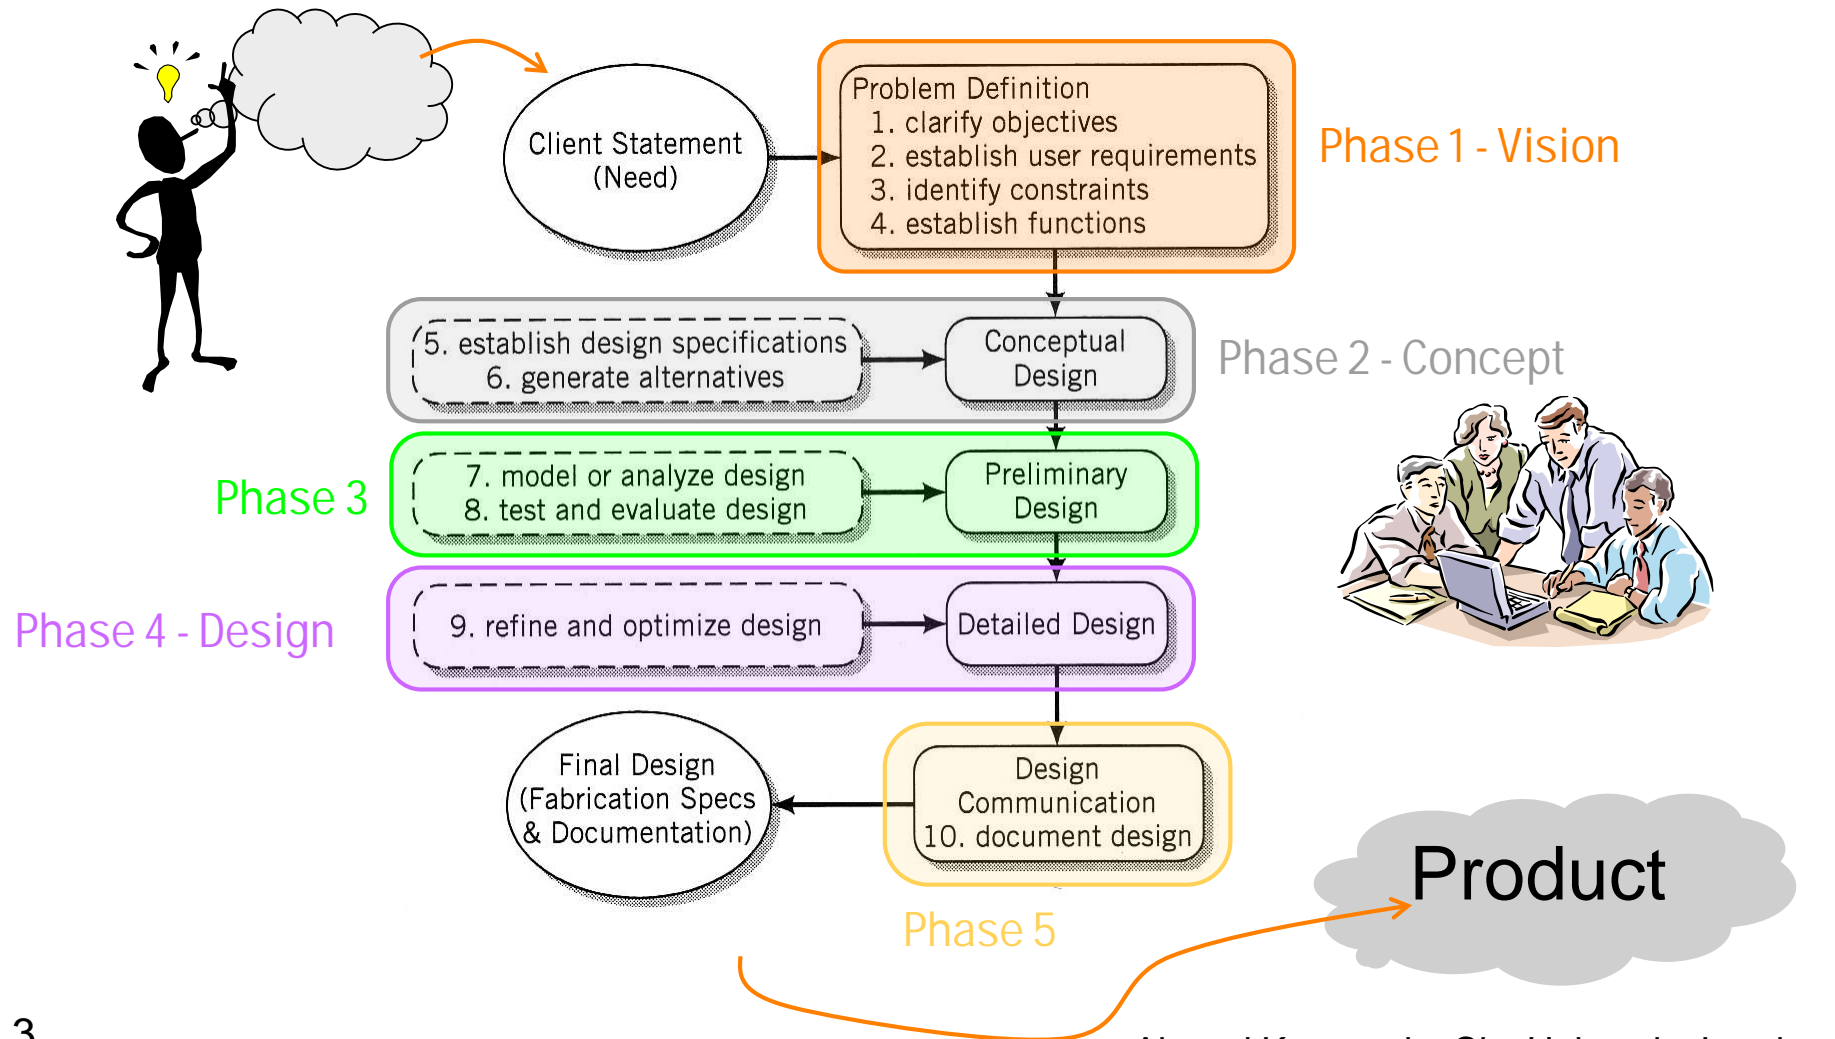 Client Statement
(Need)
Problem Definition
1. clarify objectives
2. establish user requirements
3. identify constraints
4. establish functions
Phase 1 - Vision
5. establish design specifications
6. generate alternatives
Conceptual
Design
Phase 2 - Concept
Phase 3
7. model or analyze design
8. test and evaluate design
Preliminary
Design
Phase 4 - Design
9. refine and optimize design
Detailed Design
Final Design
(Fabrication Specs
& Documentation)
Design
Communication
10. document design
Phase 5
Product
3